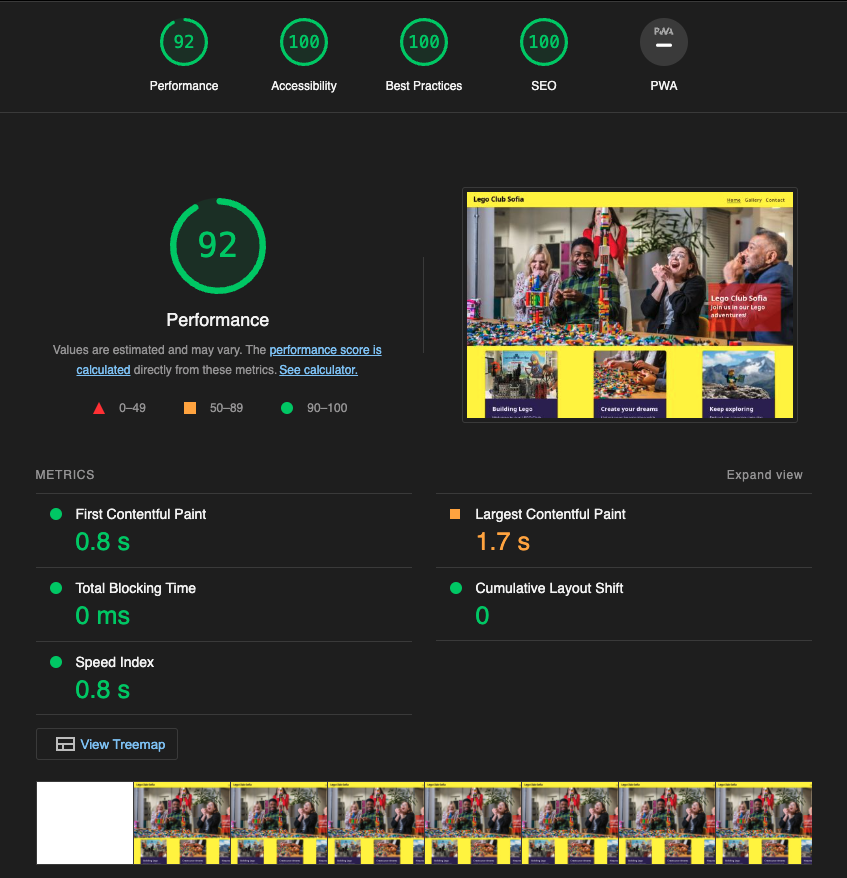 92
100
100
100
PWA
Performance
Accessibility
Best Practices
SEO
PWA
92
Performance
Values are estimated and may vary. The performance score is
calculated directly from these metrics. See calculator.
0–49
50–89
90–100
Lego Club Sofia
Home Gallery Contact
Lego Club Sofia
Join us in our Lego
adventures!
Building Lego
Create your dreams
Keep exploring
METRICS
Expand view
First Contentful Paint
0.8 s
Largest Contentful Paint
1.7 s
Total Blocking Time
0 ms
Cumulative Layout Shift
0
Speed Index
0.8 s
View Treemap